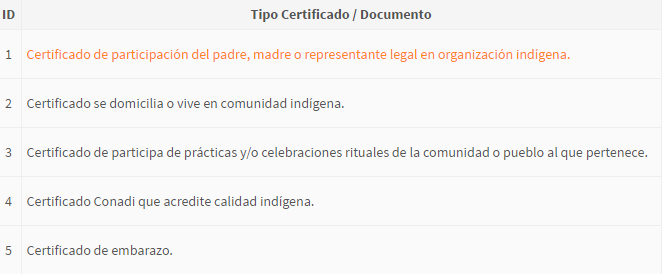 ID Tipo Certificado / Documento
1 Certificado de participación del padre, madre o representante legal en organización indígena.
2 Certificado se domicilia o vive en comunidad indígena.
3 Certificado de participa de prácticas y/o celebraciones rituales de la comunidad o pueblo al que pertenece.
4 Certificado Conadi que acredite calidad indígena.
5 Certificado de embarazo.